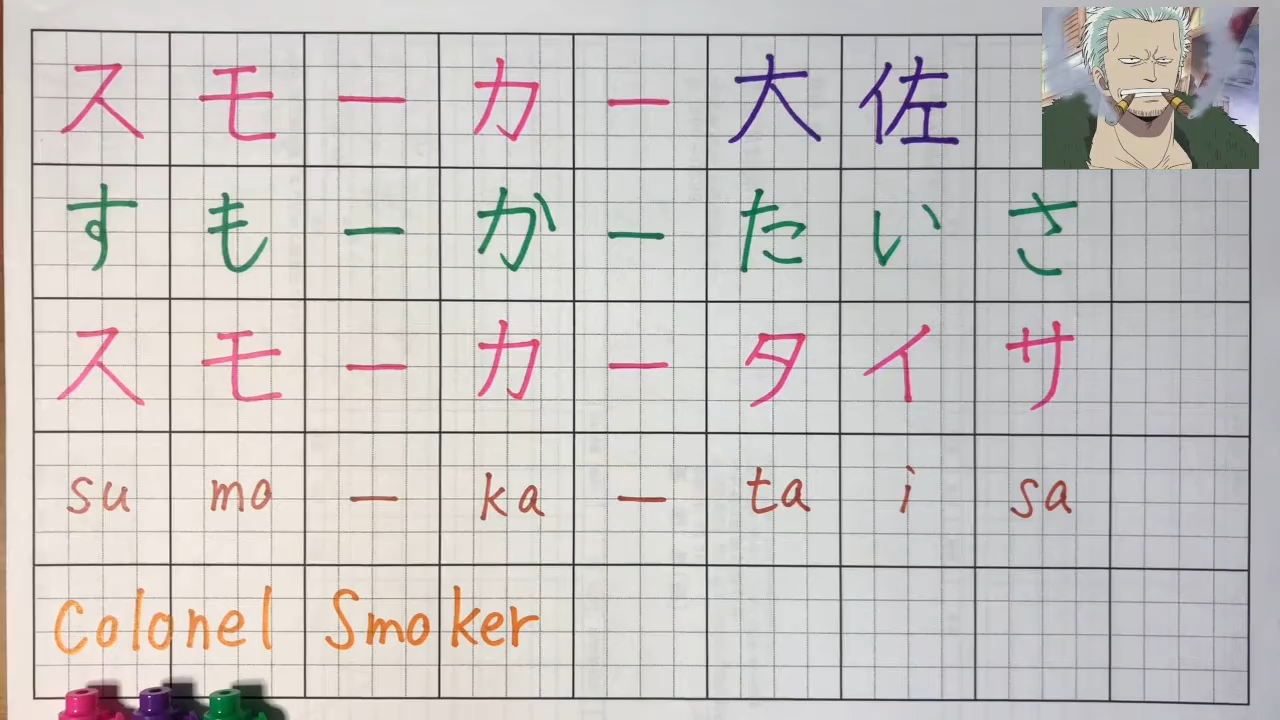 スモーカー大佐
すもーかーたいさ
スモーカータイサ
su mo ー ka ー ta i sa
Colonel Smoker